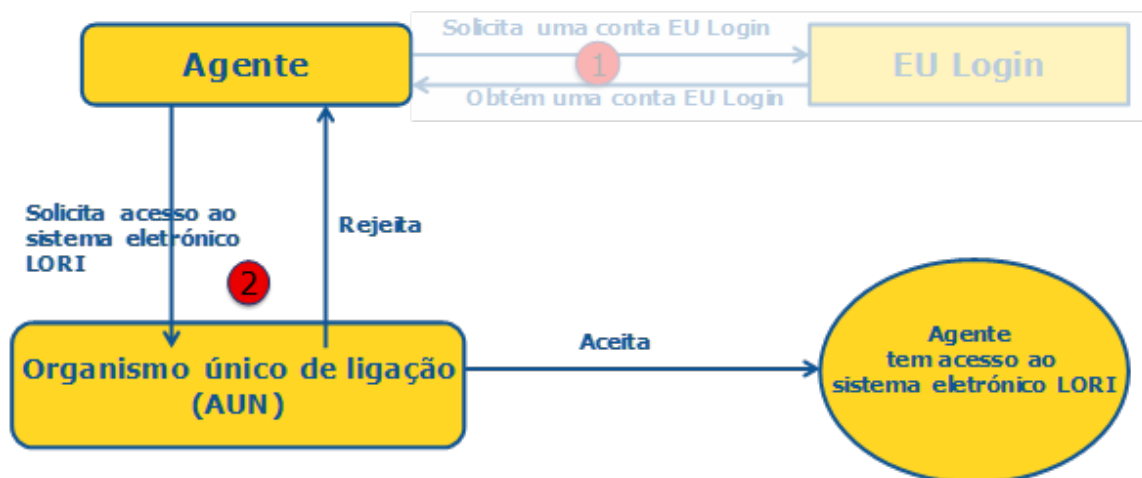 Solicita uma conta EU Login
Agente
1
EU Login
Obtém uma conta EU Login
Solicita acesso ao
sistema eletrónico
LORI
Rejeita
2
Organismo único de ligação
(AUN)
Aceita
Agente
tem acesso ao
sistema eletrónico LORI